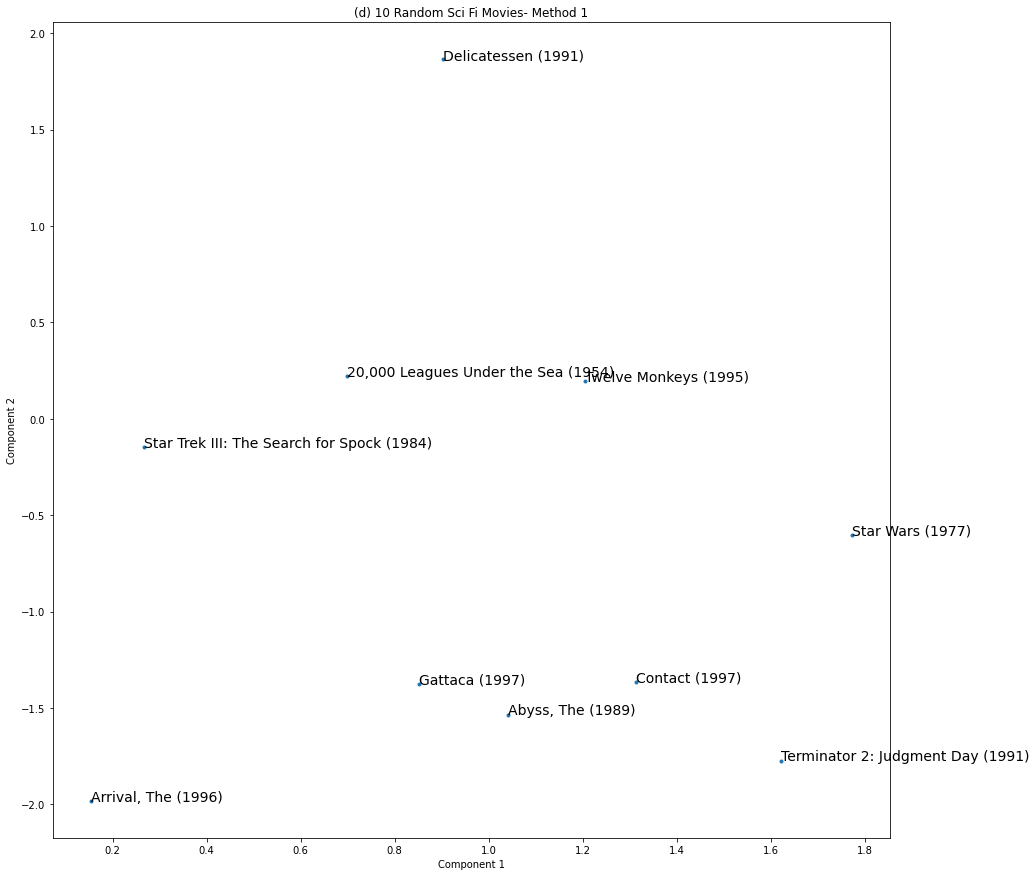 (d) 10 Random Sci Fi Movies- Method 1
2.0
Delicatessen (1991)
1.5
1.0
0.5
20,000 Leagues Under the Sea (1954)
Twelve Monkeys (1995)
0.0
Component 2
Star Trek III: The Search for Spock (1984)
−0.5
Star Wars (1977)
−1.0
Gattaca (1997)
Contact (1997)
−1.5
Abyss, The (1989)
Terminator 2: Judgment Day (1991)
−2.0
Arrival, The (1996)
0.2 0.4 0.6 0.8 1.0 1.2 1.4 1.6 1.8
Component 1